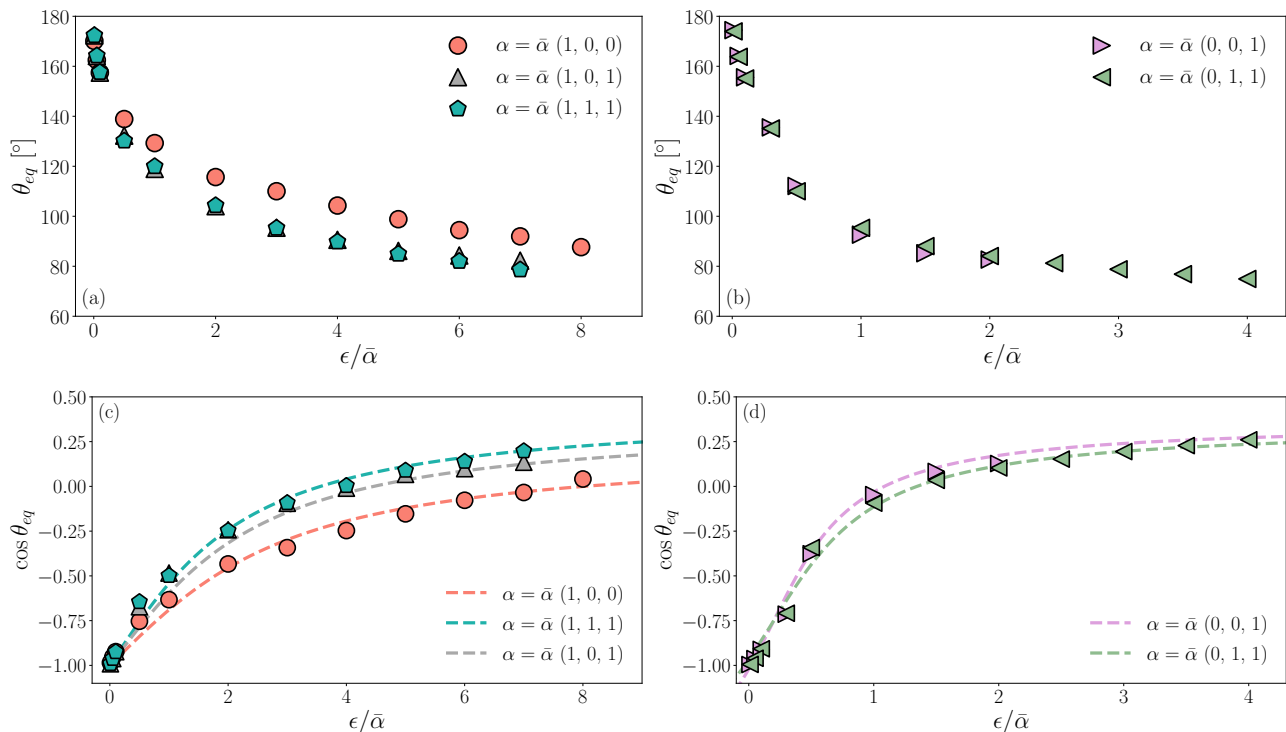 180
160
140
120
100
80
60
θ_eq [°]
0 2 4 6 8
ϵ/ᾱ
(a)
α = ᾱ (1, 0, 0)
α = ᾱ (1, 0, 1)
α = ᾱ (1, 1, 1)
180
160
140
120
100
80
60
θ_eq [°]
0 1 2 3 4
ϵ/ᾱ
(b)
α = ᾱ (0, 0, 1)
α = ᾱ (0, 1, 1)
(c)
0.50
0.25
0.00
−0.25
−0.50
−0.75
−1.00
cos θ_eq
0 2 4 6 8
ϵ/ᾱ
α = ᾱ (1, 0, 0)
α = ᾱ (1, 1, 1)
α = ᾱ (1, 0, 1)
(d)
0.50
0.25
0.00
−0.25
−0.50
−0.75
−1.00
cos θ_eq
0 1 2 3 4
ϵ/ᾱ
α = ᾱ (0, 0, 1)
α = ᾱ (0, 1, 1)